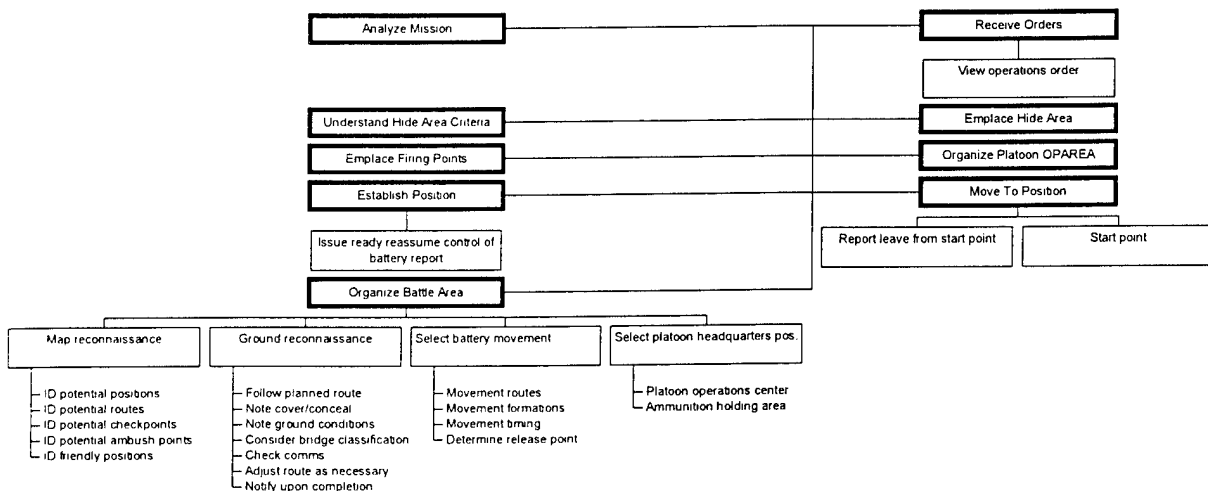 Analyze Mission
Receive Orders
View operations order
Understand Hide Area Criteria
Emplace Hide Area
Emplace Firing Points
Organize Platoon OPAREA
Establish Position
Move To Position
Issue ready reassume control of
battery report
Report leave from start point
Start point
Organize Battle Area
Map reconnaissance
Ground reconnaissance
Select battery movement
Select platoon headquarters pos.
ID potential positions
ID potential routes
ID potential checkpoints
ID potential ambush points
ID friendly positions
Follow planned route
Note cover/conceal
Note ground conditions
Consider bridge classification
Check comms
Adjust route as necessary
Notify upon completion
Movement routes
Movement formations
Movement timing
Determine release point
Platoon operations center
Ammunition holding area